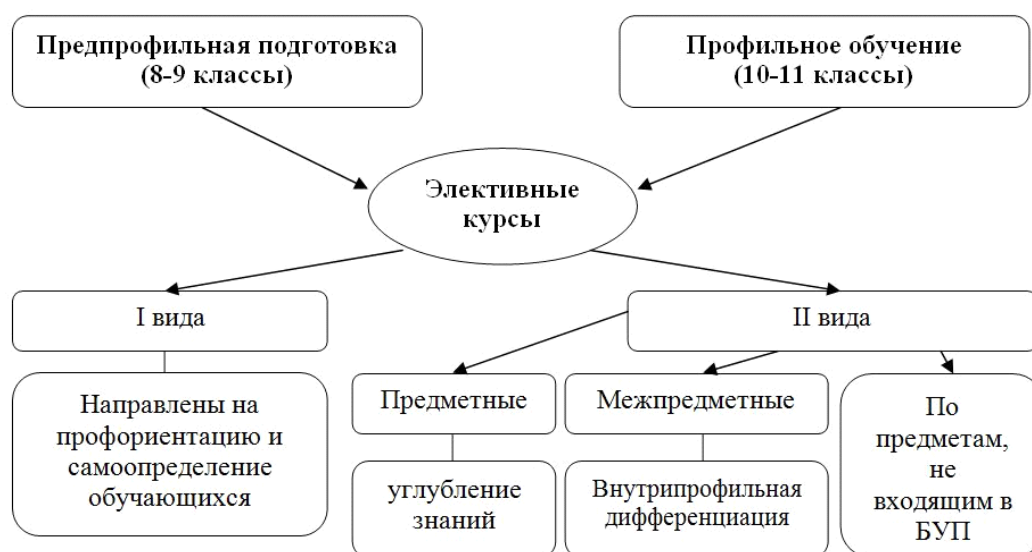 Предпрофильная подготовка
(8-9 классы)
Профильное обучение
(10-11 классы)
Элективные
курсы
I вида
II вида
Направлены на
профориентацию и
самоопределение
обучающихся
Предметные
Межпредметные
По
предметам,
не
входящим в
БУП
углубление
знаний
Внутрипрофильная
дифференциация